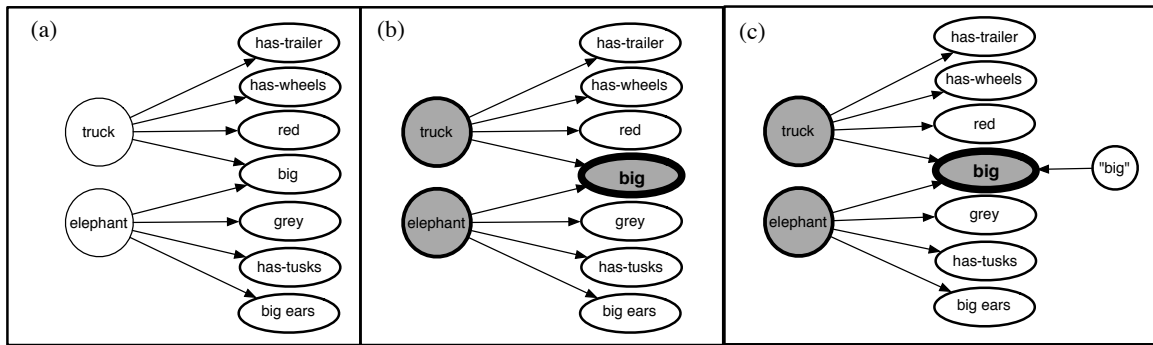 (a)
has-trailer
has-wheels
truck
red
big
elephant
grey
has-tusks
big ears
(b)
has-trailer
has-wheels
truck
red
big
elephant
grey
has-tusks
big ears
(c)
has-trailer
has-wheels
truck
red
big
"big"
elephant
grey
has-tusks
big ears